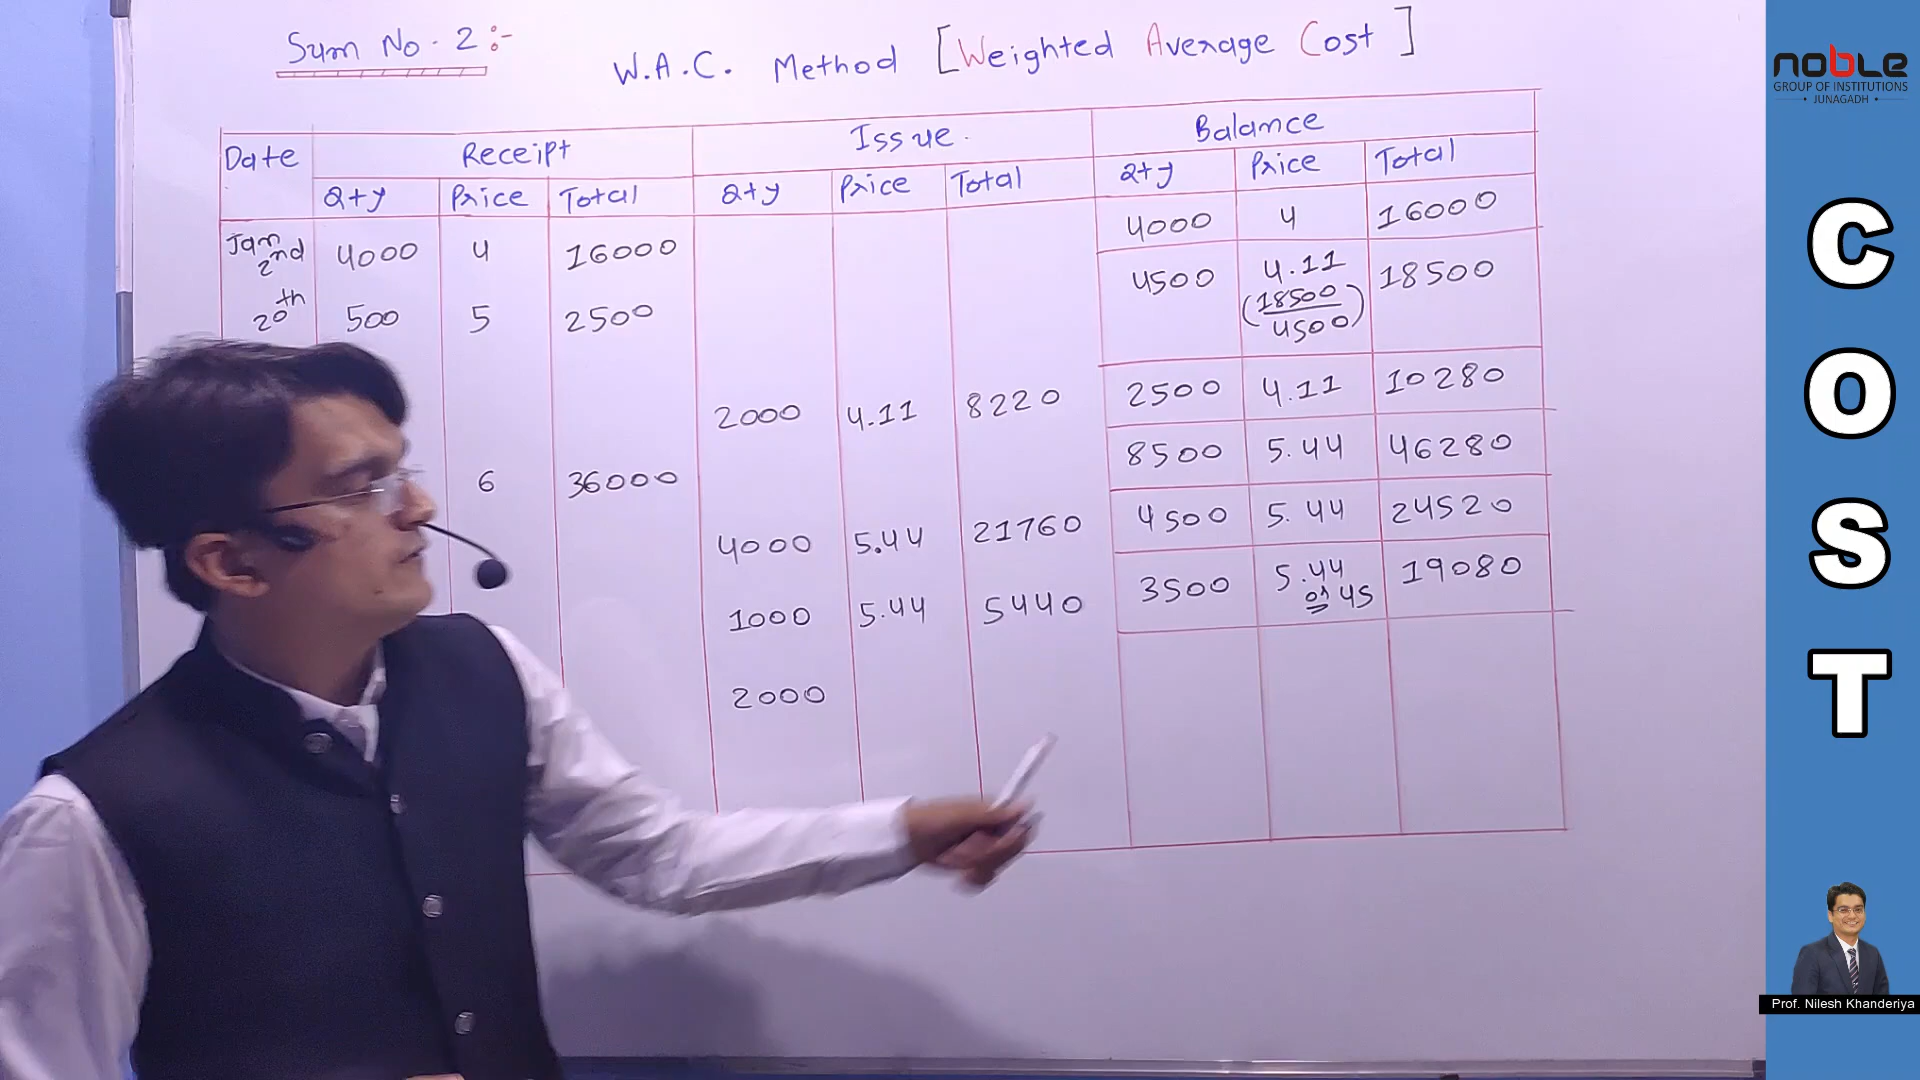 Sum No. 2 :-
W.A.C. Method [Weighted Average Cost]
Date Receipt Issue. Balance
Qty Price Total Qty Price Total Qty Price Total
Jan 2nd 4000 4 16000 4000 4 16000
20th 500 5 2500 4500 4.11 18500
(18500
4500)
2000 4.11 8220 2500 4.11 10280
6 36000 8500 5.44 46280
4000 5.44 21760 4500 5.44 24520
1000 5.44 5440 3500 5.44 19080
or 45
2000
noble
GROUP OF INSTITUTIONS
• JUNAGADH •
C
O
S
T
Prof. Nilesh Khanderiya